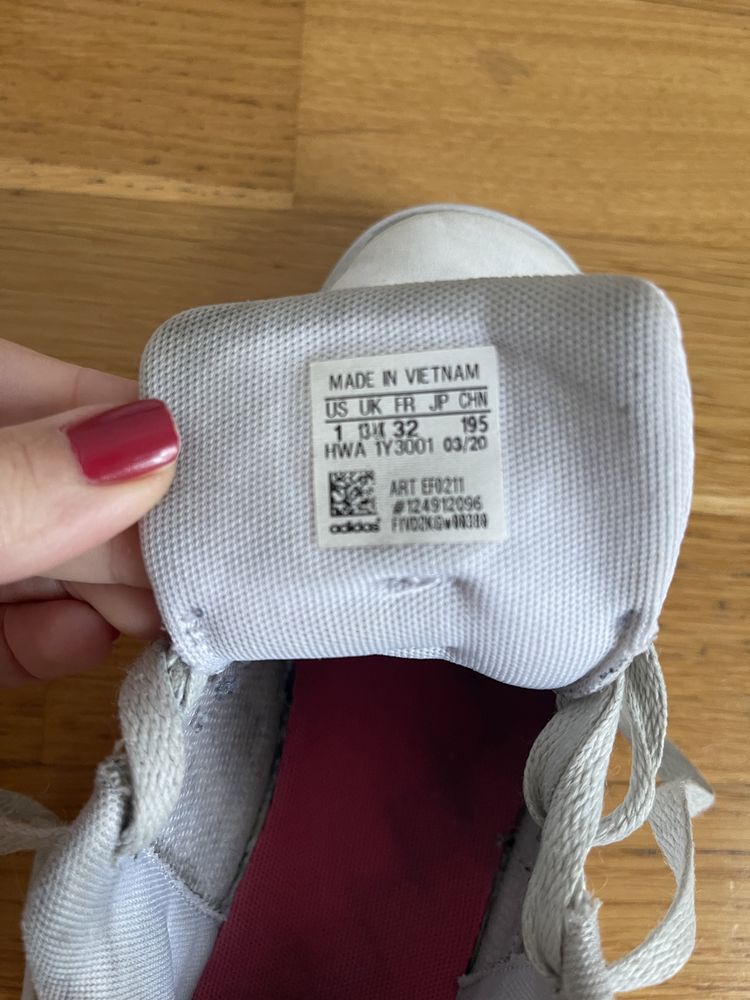 MADE IN VIETNAM
US UK FR JP CHN
1 13½K 32 195
HWA 1Y3001 03/20
ART EF0211
#124912096
adidas